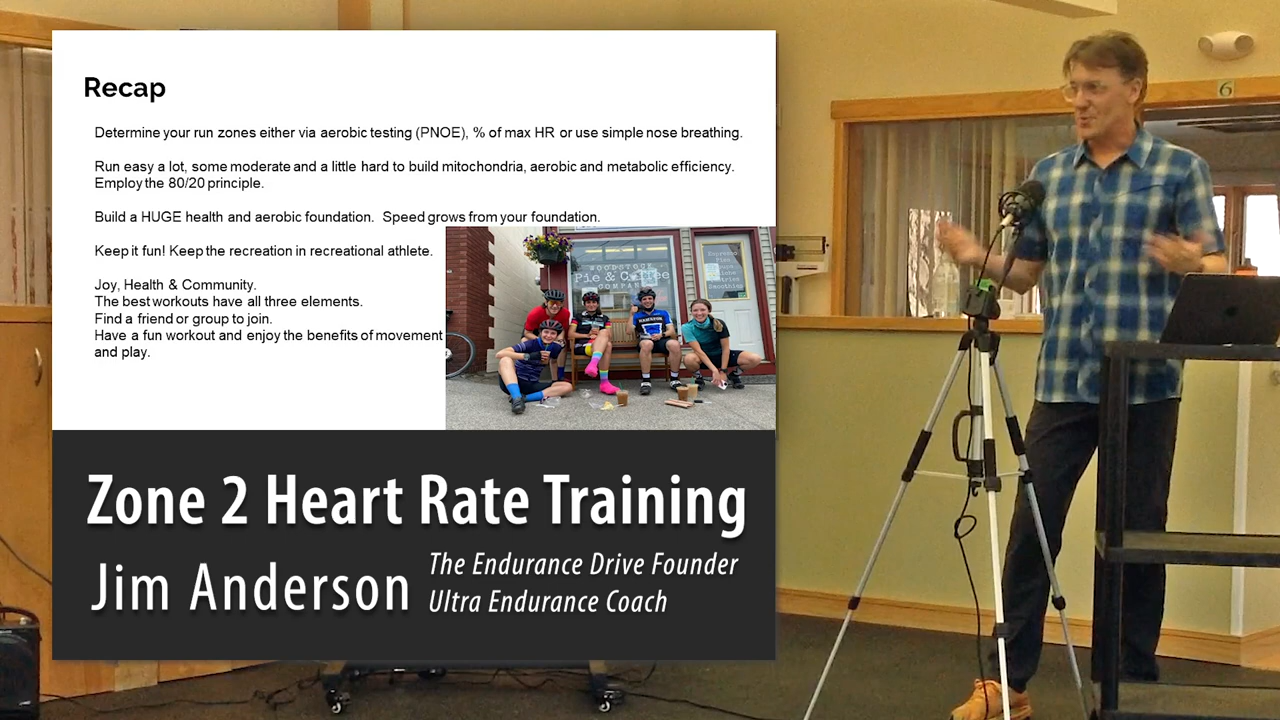 Recap
Determine your run zones either via aerobic testing (PNOE), % of max HR or use simple nose breathing.
Run easy a lot, some moderate and a little hard to build mitochondria, aerobic and metabolic efficiency.
Employ the 80/20 principle.
Build a HUGE health and aerobic foundation.  Speed grows from your foundation.
Keep it fun! Keep the recreation in recreational athlete.
Joy, Health & Community.
The best workouts have all three elements.
Find a friend or group to join.
Have a fun workout and enjoy the benefits of movement
and play.
WOODSTOCK
Pie & Coffee
COMPANY
Espresso
Smoothies
6
Zone 2 Heart Rate Training
Jim Anderson
The Endurance Drive Founder
Ultra Endurance Coach